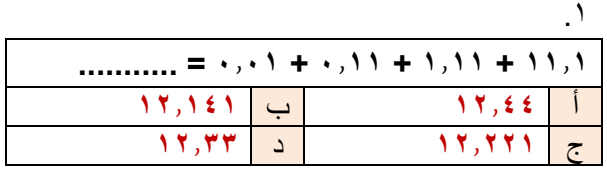 ١.
١١,١ + ١,١١ + ٠,١١ + ٠,٠١ = ...........
أ ١٢,٤٤ ب ١٢,١٤١
ج ١٢,٢٢١ د ١٢,٣٣